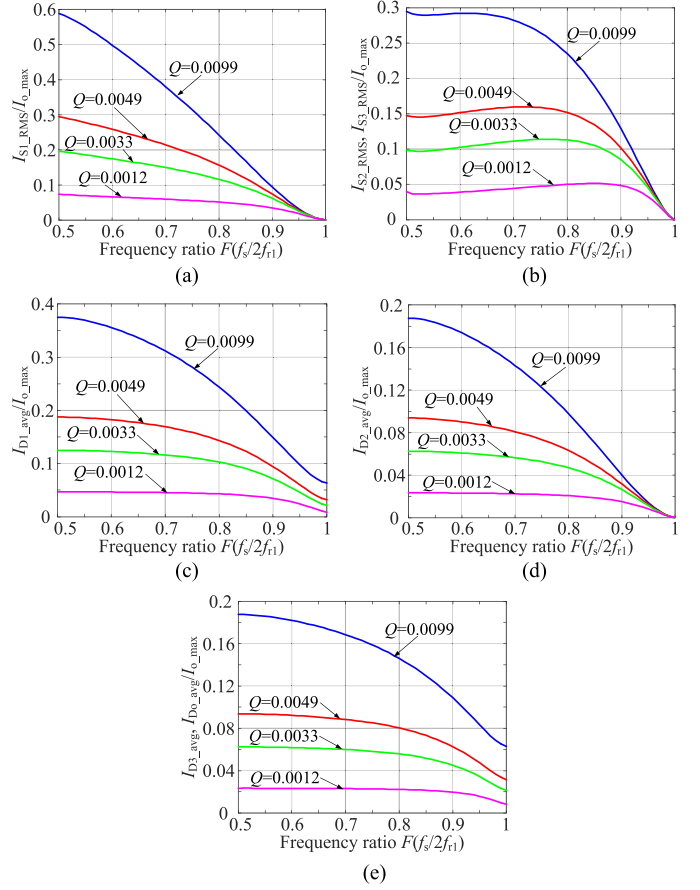 0.6
0.5
0.4
0.3
0.2
0.1
0
I_S1_RMS/I_o_max
Q=0.0099
Q=0.0049
Q=0.0033
Q=0.0012
0.5 0.6 0.7 0.8 0.9 1
Frequency ratio F(f_s/2f_r1)
(a)
0.3
0.25
0.2
0.15
0.1
0.05
0
I_S2_RMS, I_S3_RMS/I_o_max
Q=0.0099
Q=0.0049
Q=0.0033
Q=0.0012
0.5 0.6 0.7 0.8 0.9 1
Frequency ratio F(f_s/2f_r1)
(b)
0.4
0.3
0.2
0.1
0
I_D1_avg/I_o_max
Q=0.0099
Q=0.0049
Q=0.0033
Q=0.0012
0.5 0.6 0.7 0.8 0.9 1
Frequency ratio F(f_s/2f_r1)
(c)
0.2
0.16
0.12
0.08
0.04
0
I_D2_avg/I_o_max
Q=0.0099
Q=0.0049
Q=0.0033
Q=0.0012
0.5 0.6 0.7 0.8 0.9 1
Frequency ratio F(f_s/2f_r1)
(d)
0.2
0.16
0.12
0.08
0.04
0
I_D3_avg, I_Do_avg/I_o_max
Q=0.0099
Q=0.0049
Q=0.0033
Q=0.0012
0.5 0.6 0.7 0.8 0.9 1
Frequency ratio F(f_s/2f_r1)
(e)